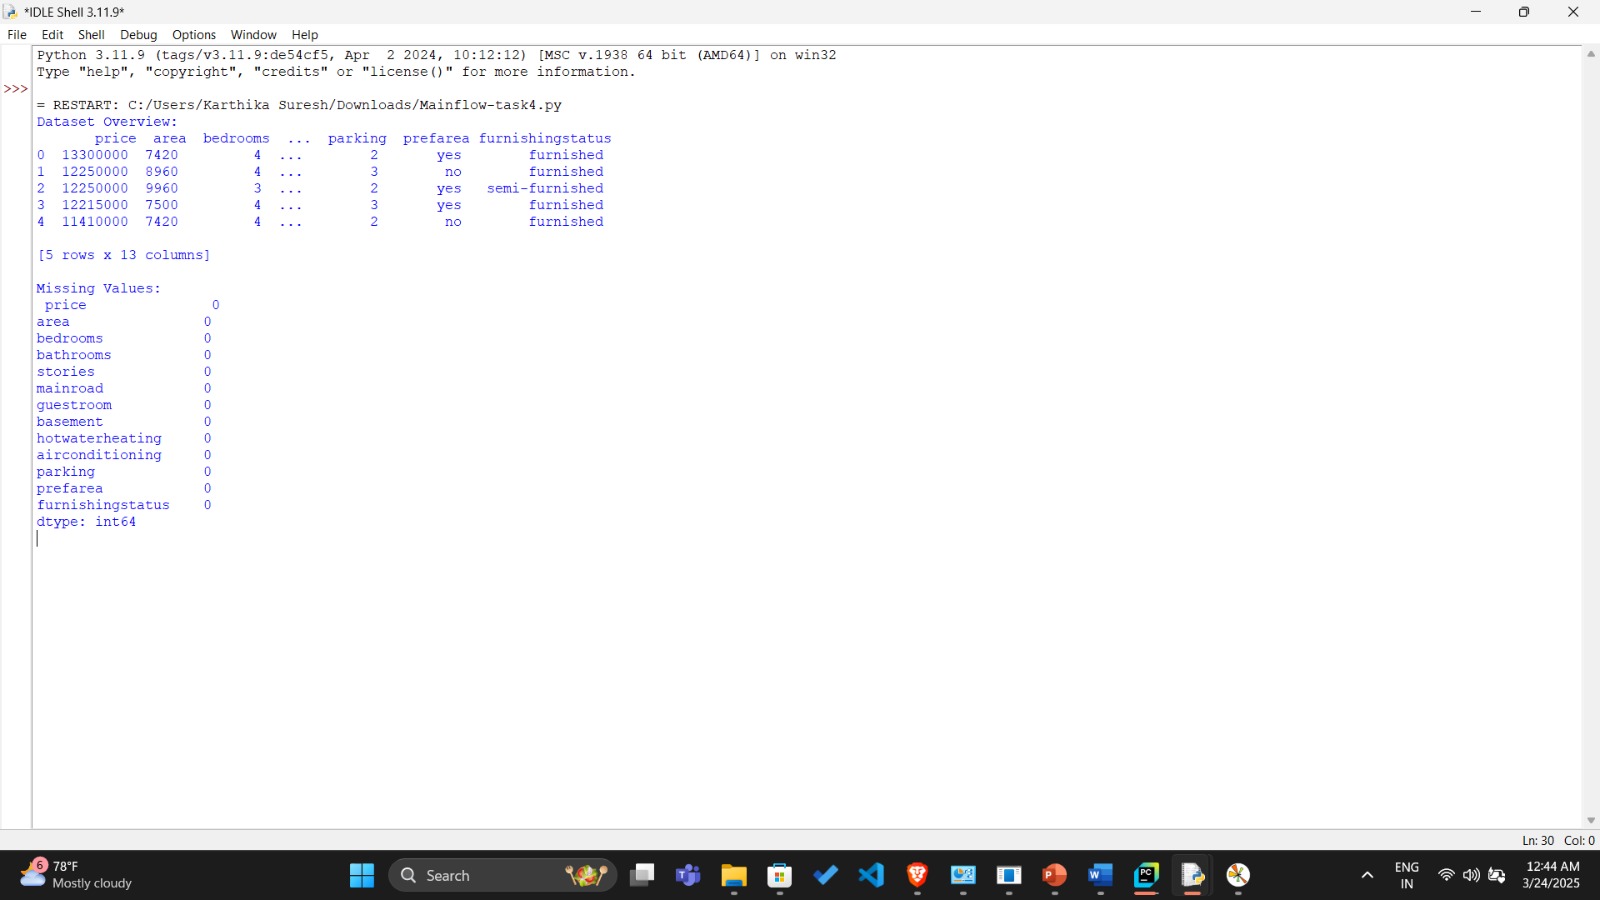 *IDLE Shell 3.11.9*
File Edit Shell Debug Options Window Help
Python 3.11.9 (tags/v3.11.9:de54cf5, Apr  2 2024, 10:12:12) [MSC v.1938 64 bit (AMD64)] on win32
Type "help", "copyright", "credits" or "license()" for more information.
>>>
= RESTART: C:/Users/Karthika Suresh/Downloads/Mainflow-task4.py
Dataset Overview:
       price  area  bedrooms  ...  parking  prefarea furnishingstatus
0  13300000  7420         4  ...        2       yes        furnished
1  12250000  8960         4  ...        3        no        furnished
2  12250000  9960         3  ...        2       yes   semi-furnished
3  12215000  7500         4  ...        3       yes        furnished
4  11410000  7420         4  ...        2        no        furnished
[5 rows x 13 columns]
Missing Values:
 price               0
area                0
bedrooms            0
bathrooms           0
stories             0
mainroad            0
guestroom           0
basement            0
hotwaterheating     0
airconditioning     0
parking             0
prefarea            0
furnishingstatus    0
dtype: int64
Ln: 30 Col: 0
6
78°F
Mostly cloudy
Search
PC
P
W
ENG
IN
12:44 AM
3/24/2025